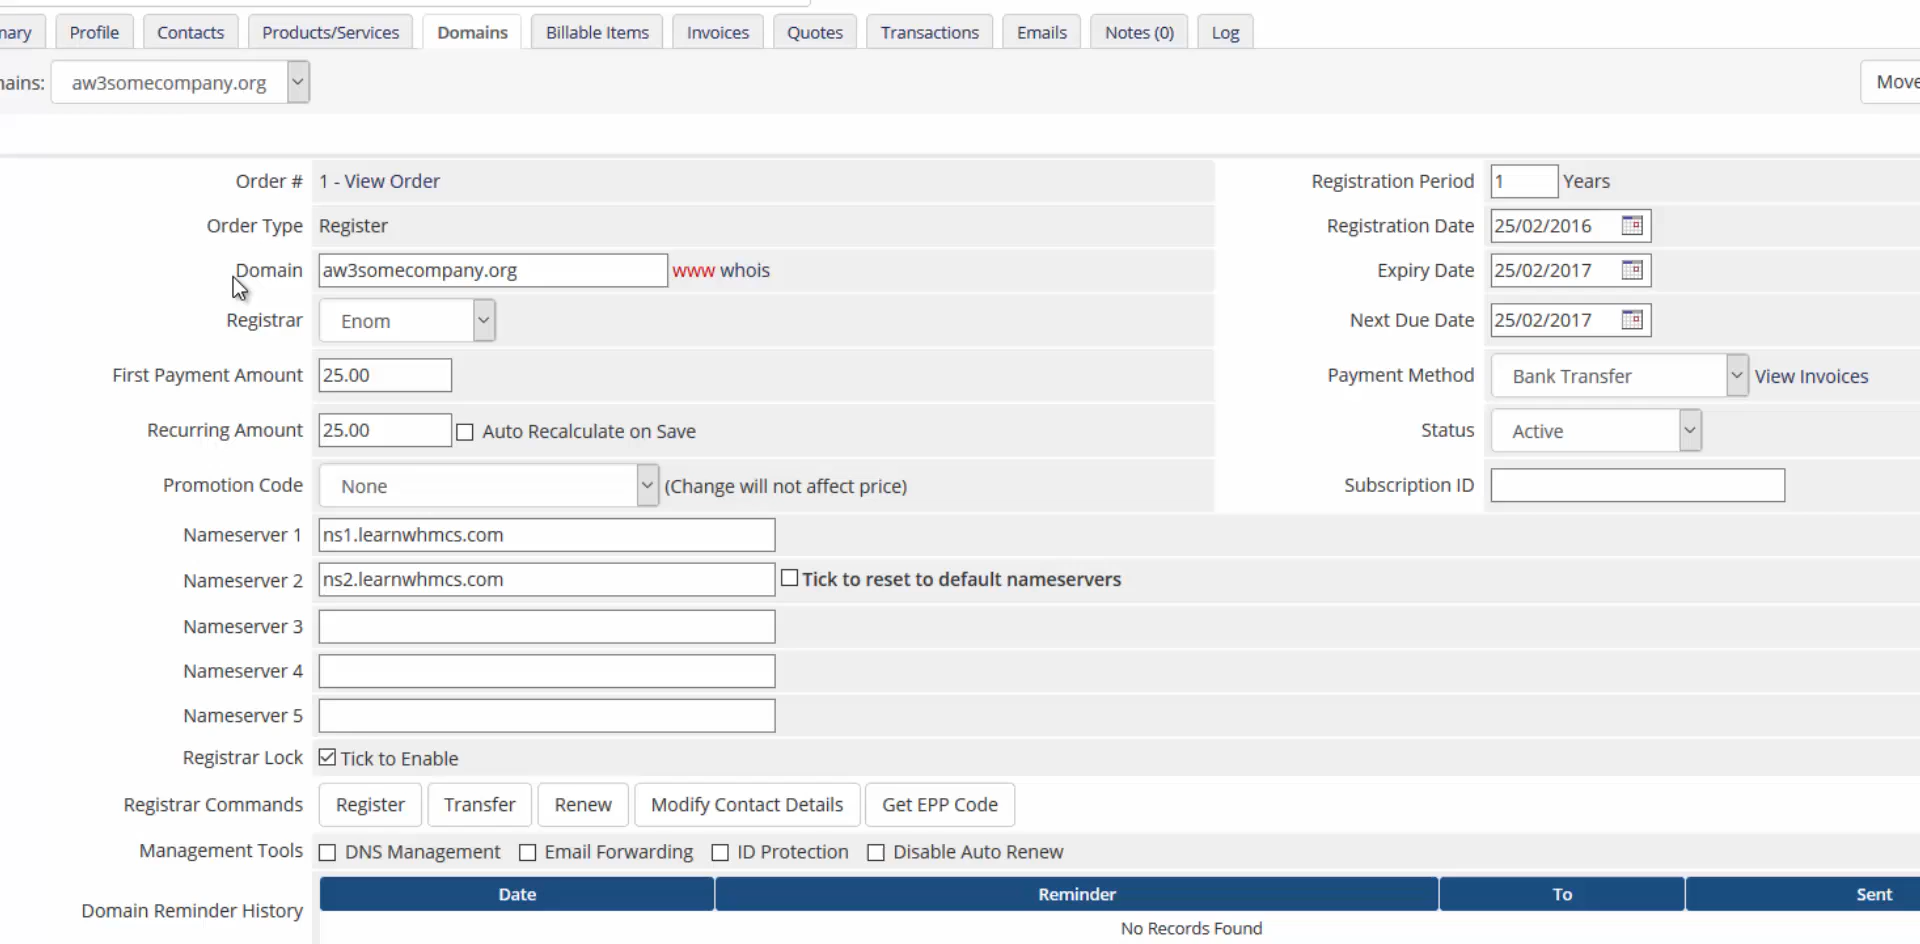 Profile Contacts Products/Services Domains Billable Items Invoices Quotes Transactions Emails Notes (0) Log
aw3somecompany.org Move
Order # 1 - View Order Registration Period 1 Years
Order Type Register Registration Date 25/02/2016
Domain aw3somecompany.org www whois Expiry Date 25/02/2017
Registrar Enom Next Due Date 25/02/2017
First Payment Amount 25.00 Payment Method Bank Transfer View Invoices
Recurring Amount 25.00 Auto Recalculate on Save Status Active
Promotion Code None (Change will not affect price) Subscription ID
Nameserver 1 ns1.learnwhmcs.com
Nameserver 2 ns2.learnwhmcs.com Tick to reset to default nameservers
Nameserver 3
Nameserver 4
Nameserver 5
Registrar Lock Tick to Enable
Registrar Commands Register Transfer Renew Modify Contact Details Get EPP Code
Management Tools DNS Management Email Forwarding ID Protection Disable Auto Renew
Date Reminder To Sent
Domain Reminder History
No Records Found